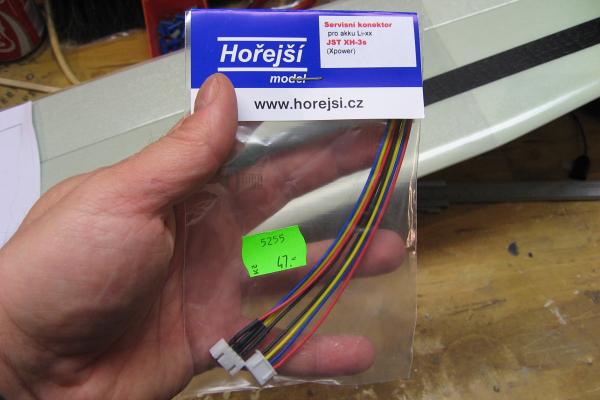 Hořejší
model
Servisní konektor
pro akku Li-xx
JST XH-3s
(Xpower)
www.horejsi.cz
5255
Kč 47.-